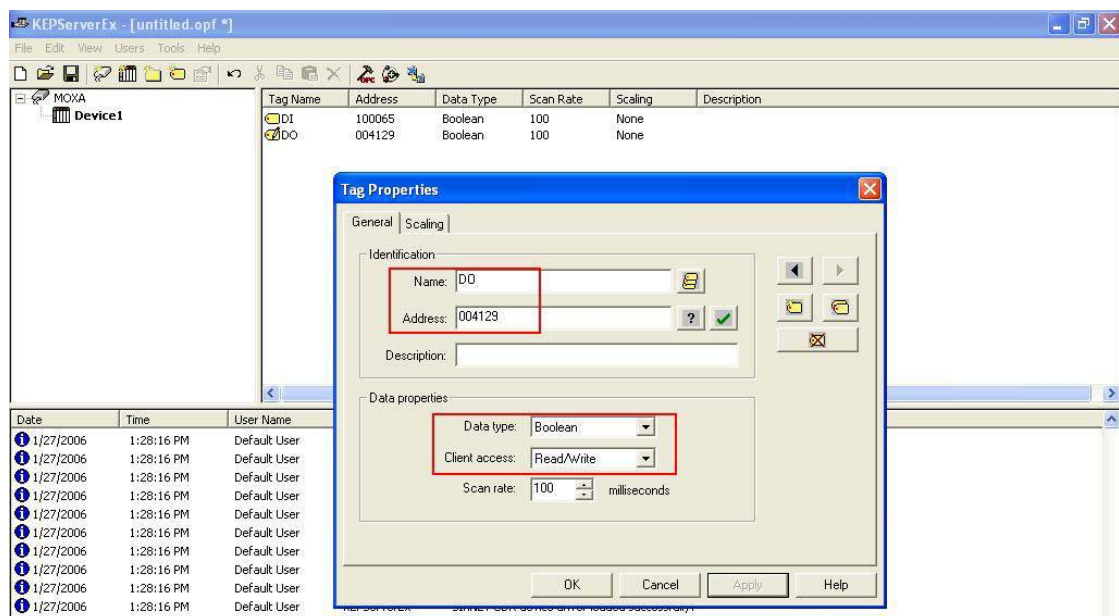 KEPServerEx - [untitled.opf *]
File Edit View Users Tools Help
MOXA
Device1
Tag Name Address Data Type Scan Rate Scaling Description
DI 100065 Boolean 100 None
DO 004129 Boolean 100 None
Tag Properties
General Scaling
Identification
Name: DO
Address: 004129
Description:
Data properties
Data type: Boolean
Client access: Read/Write
Scan rate: 100 milliseconds
OK Cancel Apply Help
Date Time User Name
1/27/2006 1:28:16 PM Default User
1/27/2006 1:28:16 PM Default User
1/27/2006 1:28:16 PM Default User
1/27/2006 1:28:16 PM Default User
1/27/2006 1:28:16 PM Default User
1/27/2006 1:28:16 PM Default User
1/27/2006 1:28:16 PM Default User
1/27/2006 1:28:16 PM Default User
1/27/2006 1:28:16 PM Default User
1/27/2006 1:28:16 PM Default User